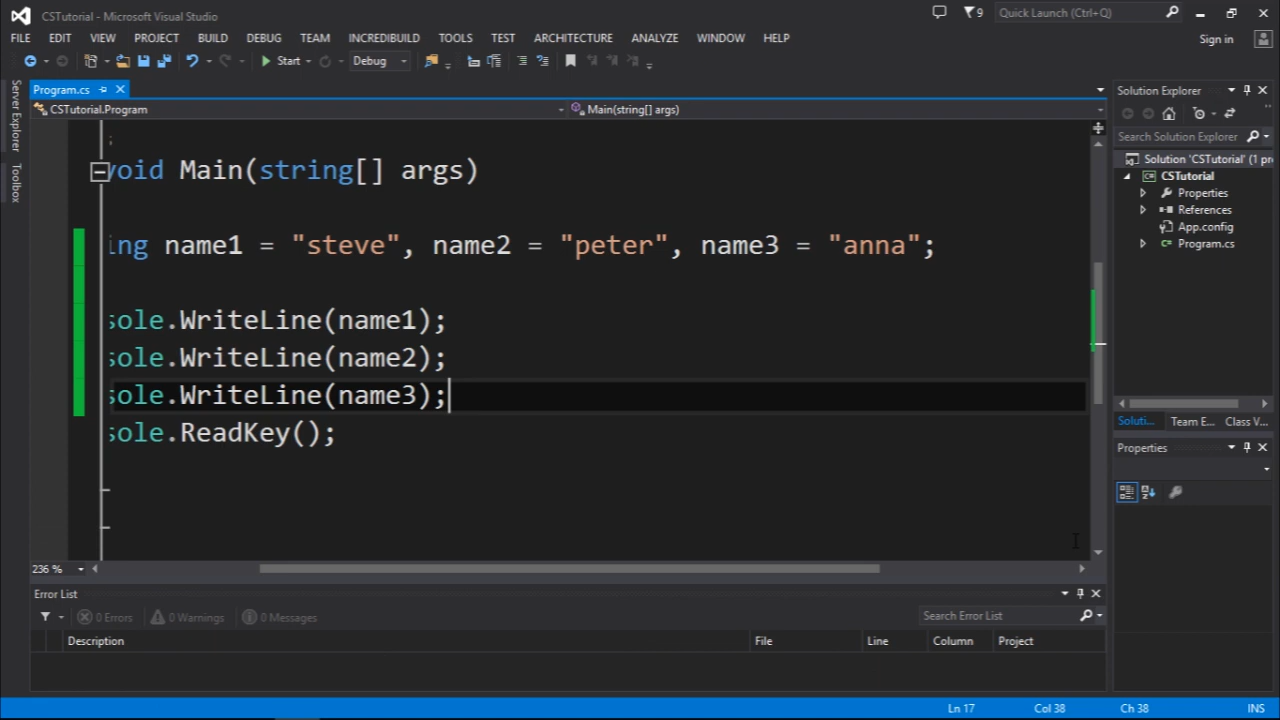 CSTutorial - Microsoft Visual Studio
9
Quick Launch (Ctrl+Q)
FILE EDIT VIEW PROJECT BUILD DEBUG TEAM INCREDIBUILD TOOLS TEST ARCHITECTURE ANALYZE WINDOW HELP
Sign in
Start Debug
Server Explorer
Toolbox
Program.cs
CSTutorial.Program
Main(string[] args)
;
void Main(string[] args)
ing name1 = "steve", name2 = "peter", name3 = "anna";
sole.WriteLine(name1);
sole.WriteLine(name2);
sole.WriteLine(name3);
sole.ReadKey();
236 %
Solution Explorer
Search Solution Explorer
Solution 'CSTutorial' (1 pr
CSTutorial
Properties
References
App.config
Program.cs
Soluti... Team E... Class V...
Properties
Error List
0 Errors 0 Warnings 0 Messages
Search Error List
Description File Line Column Project
Ln 17 Col 38 Ch 38 INS